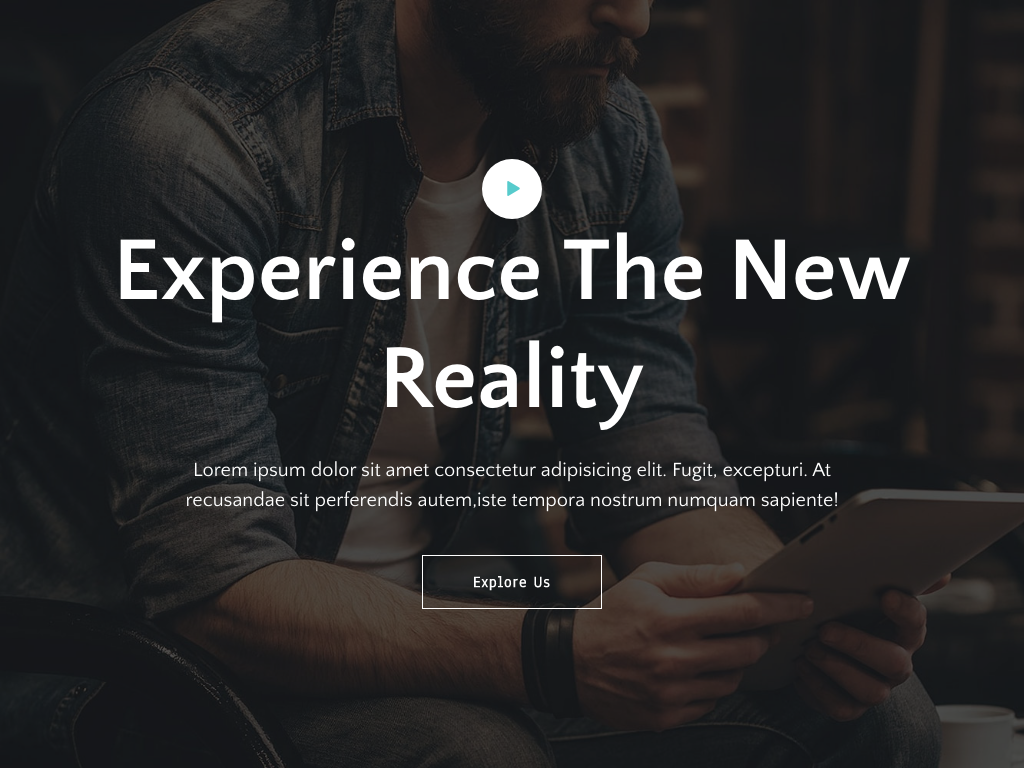 Experience The New
Reality
Lorem ipsum dolor sit amet consectetur adipisicing elit. Fugit, excepturi. At
recusandae sit perferendis autem,iste tempora nostrum numquam sapiente!
Explore Us